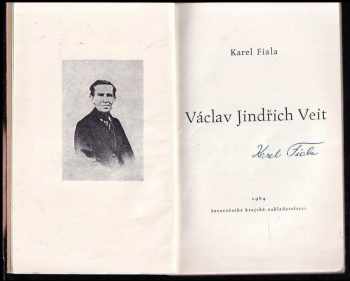 Karel Fiala
Václav Jindřich Veit
Karel Fiala
1964
Severočeské krajské nakladatelství